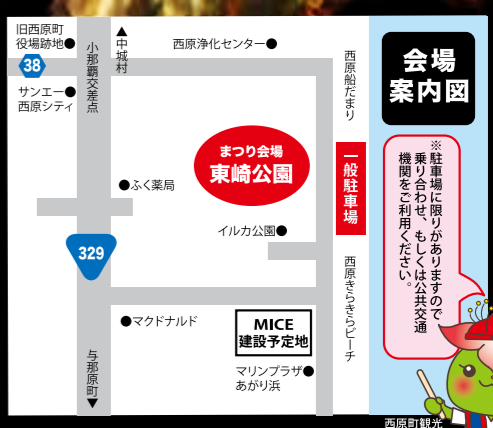 旧西原町
役場跡地●
38
サンエー●
西原シティ
小那覇交差点
▲中城村
西原浄化センター●
西原船だまり
会場
案内図
まつり会場
東崎公園
一般駐車場
※駐車場に限りがありますので
乗り合わせ、もしくは公共交通
機関をご利用ください。
●ふく薬局
イルカ公園●
329
西原きらきらビーチ
●マクドナルド
MICE
建設予定地
与那原町▼
マリンプラザ●
あがり浜
西原町観光